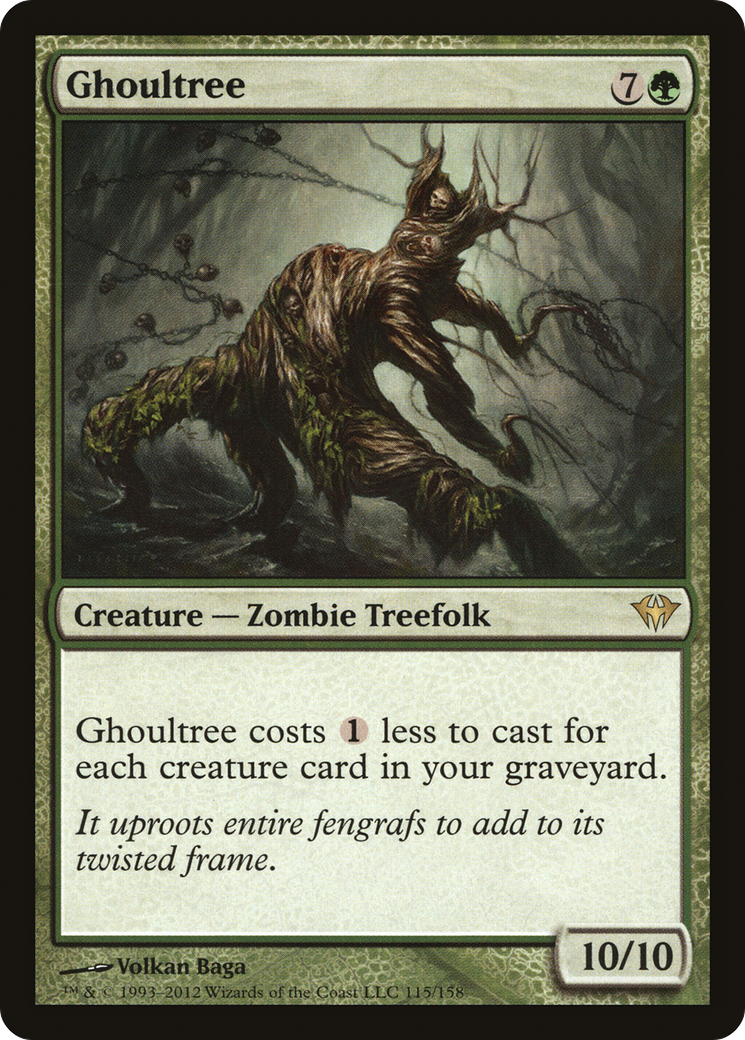 Ghoultree 7
Creature — Zombie Treefolk
Ghoultree costs 1 less to cast for
each creature card in your graveyard.
It uproots entire fengrafs to add to its
twisted frame.
10/10
Volkan Baga
™ & © 1993–2012 Wizards of the Coast LLC 115/158